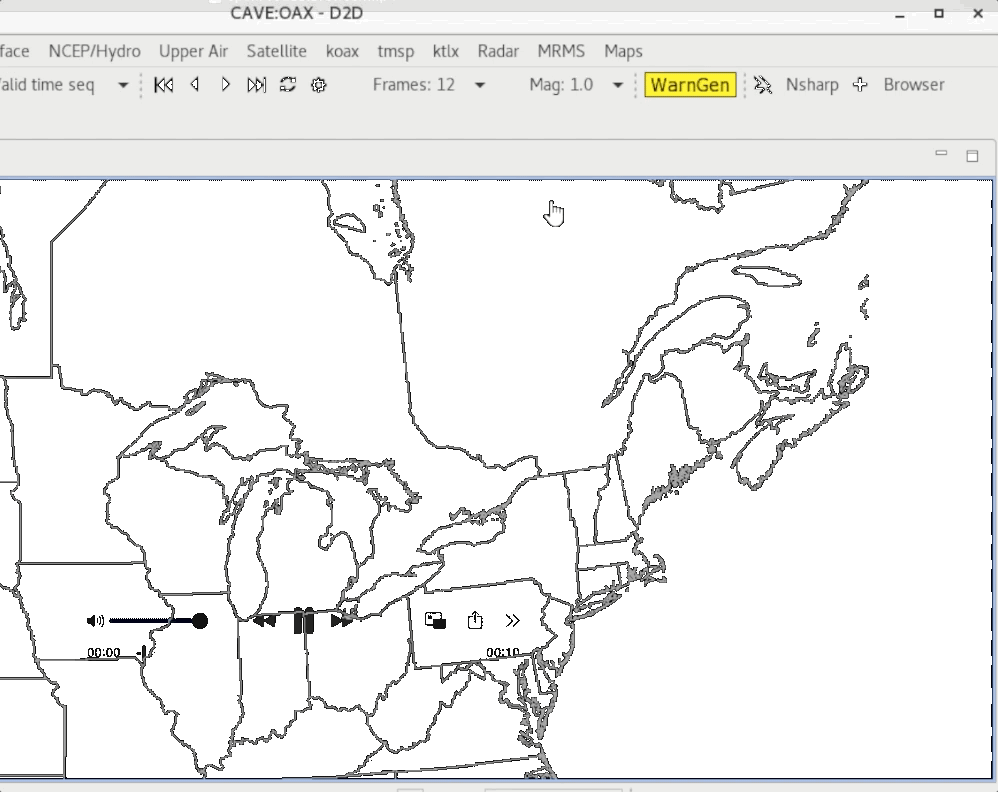 CAVE:OAX - D2D
face NCEP/Hydro Upper Air Satellite koax tmsp ktlx Radar MRMS Maps
alid time seq Frames: 12 Mag: 1.0 WarnGen Nsharp Browser
00:00 00:10